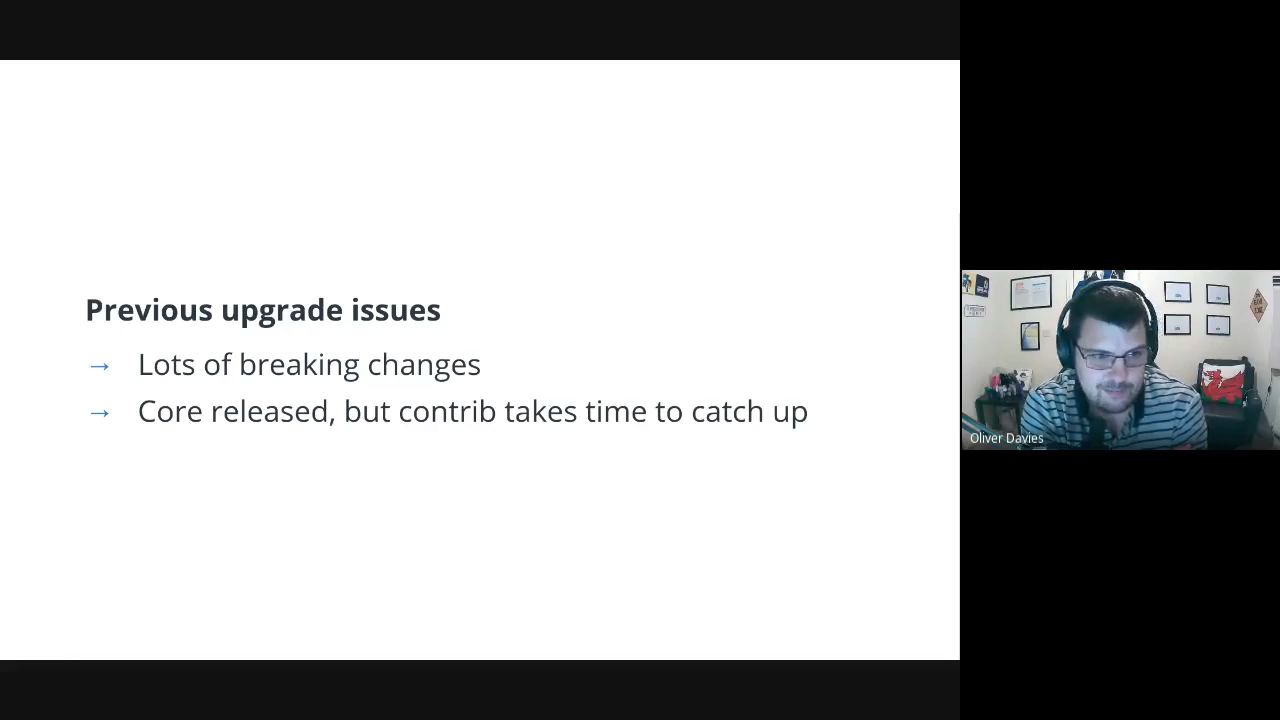 Previous upgrade issues
→ Lots of breaking changes
→ Core released, but contrib takes time to catch up
Oliver Davies